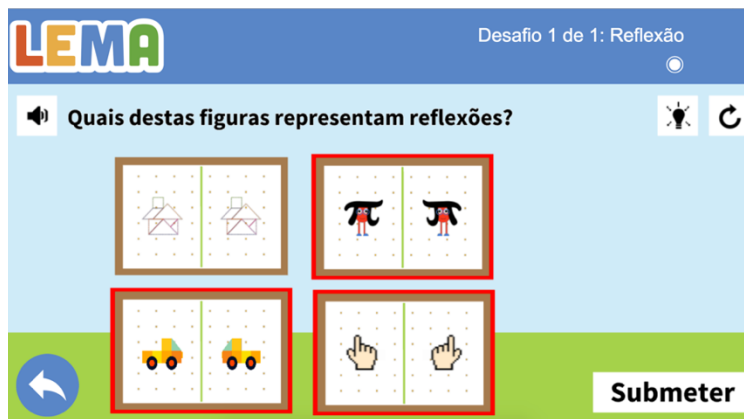 LEMA
Desafio 1 de 1: Reflexão
Quais destas figuras representam reflexões?
Submeter